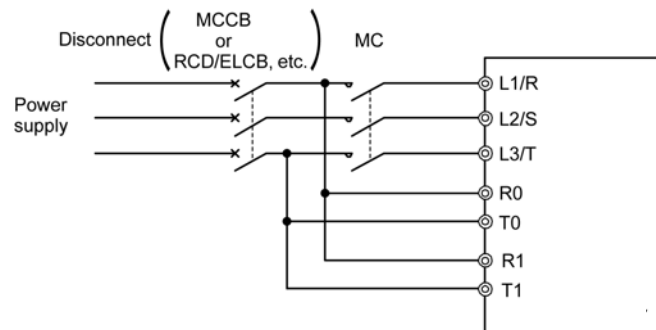 Disconnect
(
MCCB
or
RCD/ELCB, etc.
)
MC
Power
supply
L1/R
L2/S
L3/T
R0
T0
R1
T1